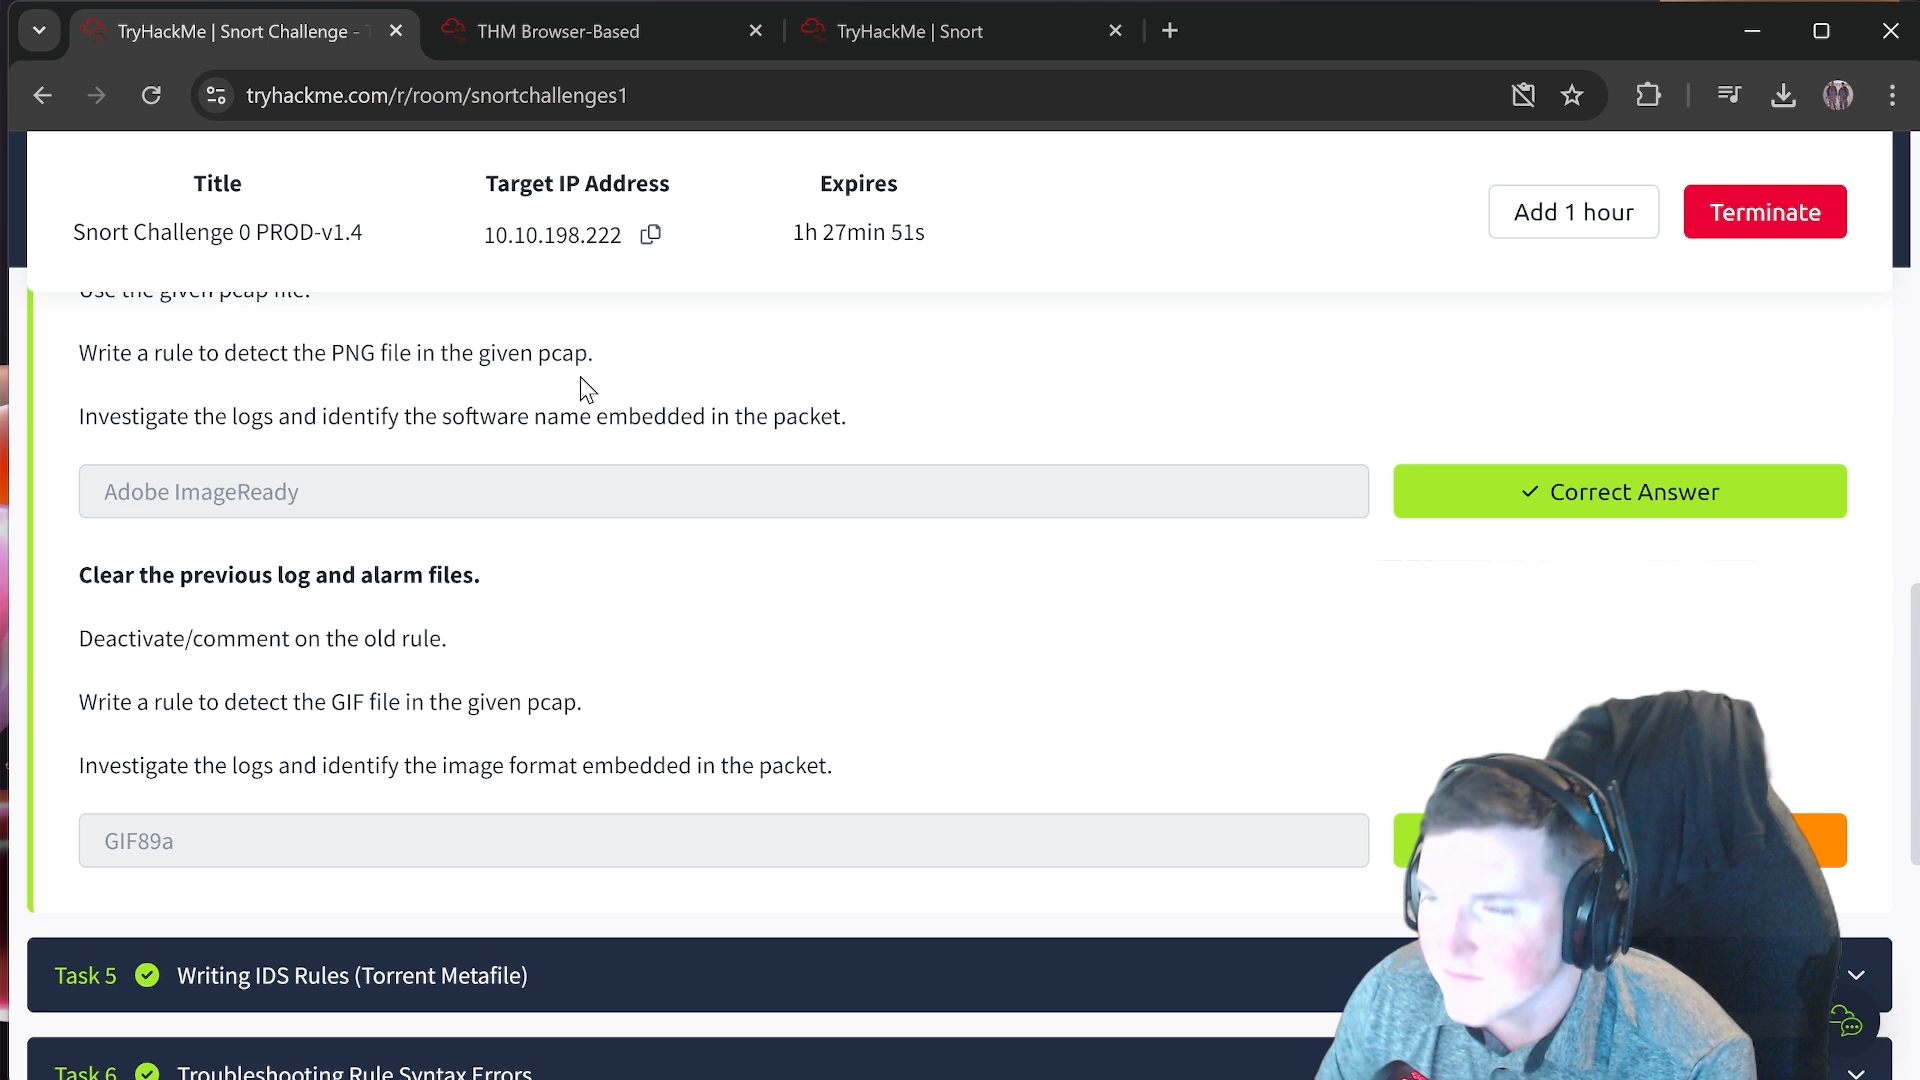 TryHackMe | Snort Challenge -
THM Browser-Based
TryHackMe | Snort
tryhackme.com/r/room/snortchallenges1
Title
Target IP Address
Expires
Snort Challenge 0 PROD-v1.4
10.10.198.222
1h 27min 51s
Add 1 hour
Terminate
Use the given pcap file.
Write a rule to detect the PNG file in the given pcap.
Investigate the logs and identify the software name embedded in the packet.
Adobe ImageReady
Correct Answer
Clear the previous log and alarm files.
Deactivate/comment on the old rule.
Write a rule to detect the GIF file in the given pcap.
Investigate the logs and identify the image format embedded in the packet.
GIF89a
Task 5
Writing IDS Rules (Torrent Metafile)
Task 6
Troubleshooting Rule Syntax Errors